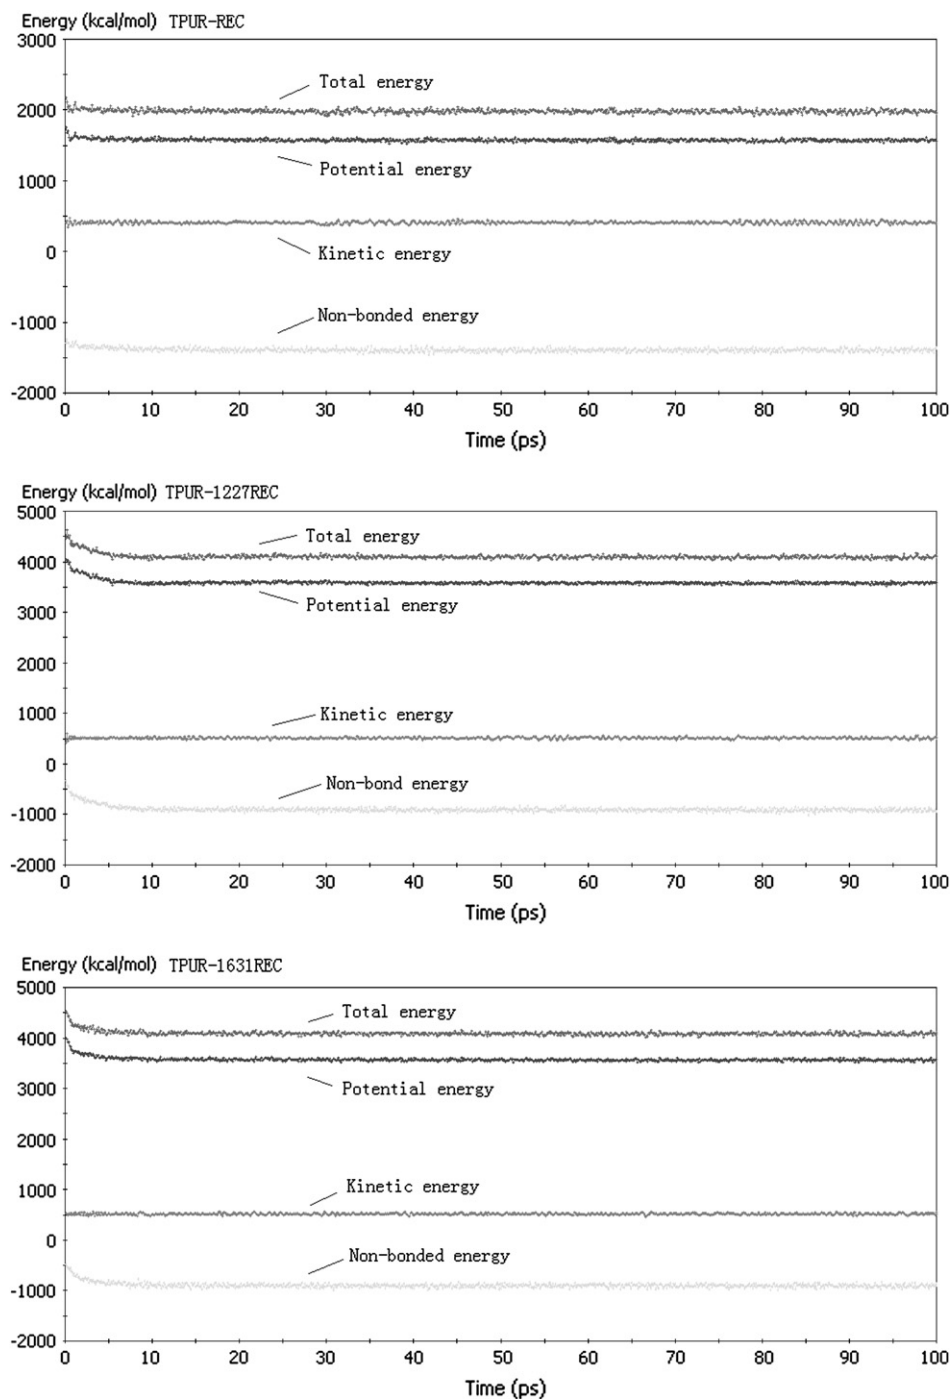 Energy (kcal/mol) TPUR-REC
3000
Total energy
2000
Potential energy
1000
Kinetic energy
0
Non-bonded energy
-1000
-2000
0 10 20 30 40 50 60 70 80 90 100
Time (ps)
Energy (kcal/mol) TPUR-1227REC
5000
Total energy
4000
Potential energy
3000
2000
1000
Kinetic energy
0
Non-bond energy
-1000
-2000
0 10 20 30 40 50 60 70 80 90 100
Time (ps)
Energy (kcal/mol) TPUR-1631REC
5000
Total energy
4000
Potential energy
3000
2000
Kinetic energy
1000
0
Non-bonded energy
-1000
-2000
0 10 20 30 40 50 60 70 80 90 100
Time (ps)